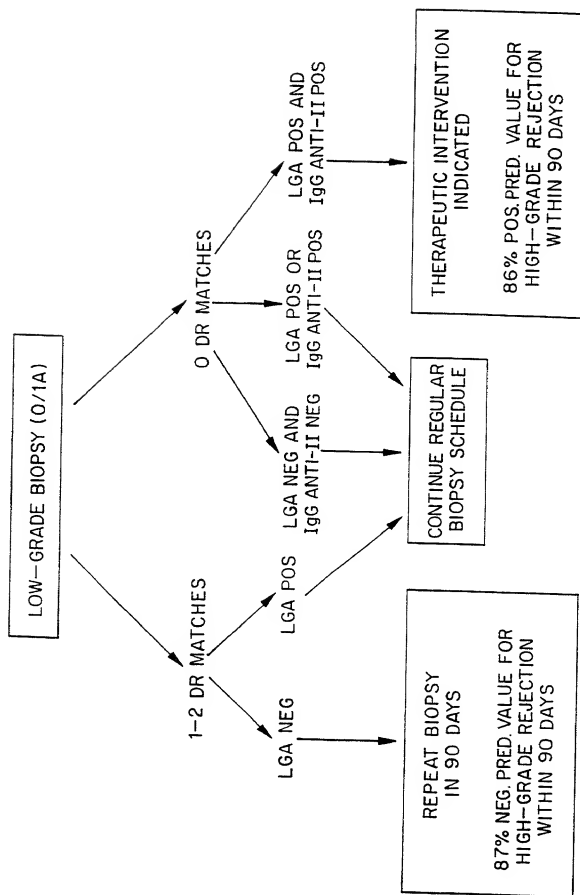 LOW-GRADE BIOPSY (0/1A)
1-2 DR MATCHES
0 DR MATCHES
LGA NEG
LGA POS
LGA NEG AND
IgG ANTI-II NEG
LGA POS OR
IgG ANTI-II POS
LGA POS AND
IgG ANTI-II POS
REPEAT BIOPSY
IN 90 DAYS
87% NEG. PRED. VALUE FOR
HIGH-GRADE REJECTION
WITHIN 90 DAYS
CONTINUE REGULAR
BIOPSY SCHEDULE
THERAPEUTIC INTERVENTION
INDICATED
86% POS. PRED. VALUE FOR
HIGH-GRADE REJECTION
WITHIN 90 DAYS